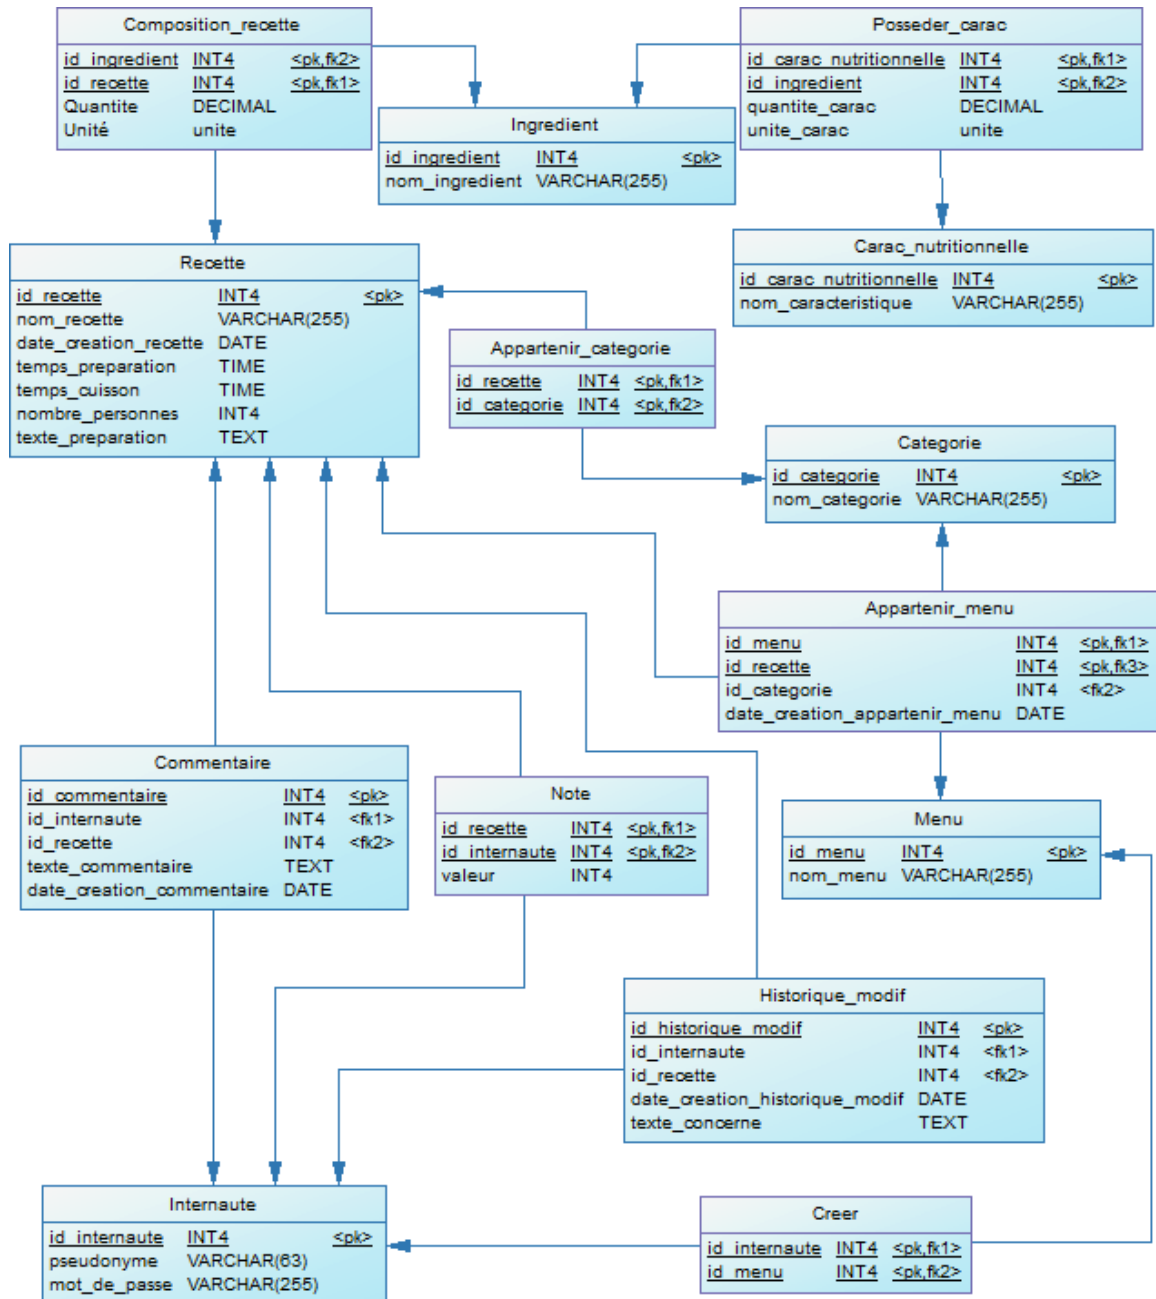 Composition_recette
id_ingredient INT4 <pk,fk2>
id_recette INT4 <pk,fk1>
Quantite DECIMAL
Unité unite
Posseder_carac
id_carac_nutritionnelle INT4 <pk,fk1>
id_ingredient INT4 <pk,fk2>
quantite_carac DECIMAL
unite_carac unite
Ingredient
id_ingredient INT4 <pk>
nom_ingredient VARCHAR(255)
Recette
id_recette INT4 <pk>
nom_recette VARCHAR(255)
date_creation_recette DATE
temps_preparation TIME
temps_cuisson TIME
nombre_personnes INT4
texte_preparation TEXT
Carac_nutritionnelle
id_carac_nutritionnelle INT4 <pk>
nom_caracteristique VARCHAR(255)
Appartenir_categorie
id_recette INT4 <pk,fk1>
id_categorie INT4 <pk,fk2>
Categorie
id_categorie INT4 <pk>
nom_categorie VARCHAR(255)
Appartenir_menu
id_menu INT4 <pk,fk1>
id_recette INT4 <pk,fk3>
id_categorie INT4 <fk2>
date_creation_appartenir_menu DATE
Commentaire
id_commentaire INT4 <pk>
id_internaute INT4 <fk1>
id_recette INT4 <fk2>
texte_commentaire TEXT
date_creation_commentaire DATE
Note
id_recette INT4 <pk,fk1>
id_internaute INT4 <pk,fk2>
valeur INT4
Menu
id_menu INT4 <pk>
nom_menu VARCHAR(255)
Historique_modif
id_historique_modif INT4 <pk>
id_internaute INT4 <fk1>
id_recette INT4 <fk2>
date_creation_historique_modif DATE
texte_concerne TEXT
Internaute
id_internaute INT4 <pk>
pseudonyme VARCHAR(63)
mot_de_passe VARCHAR(255)
Creer
id_internaute INT4 <pk,fk1>
id_menu INT4 <pk,fk2>